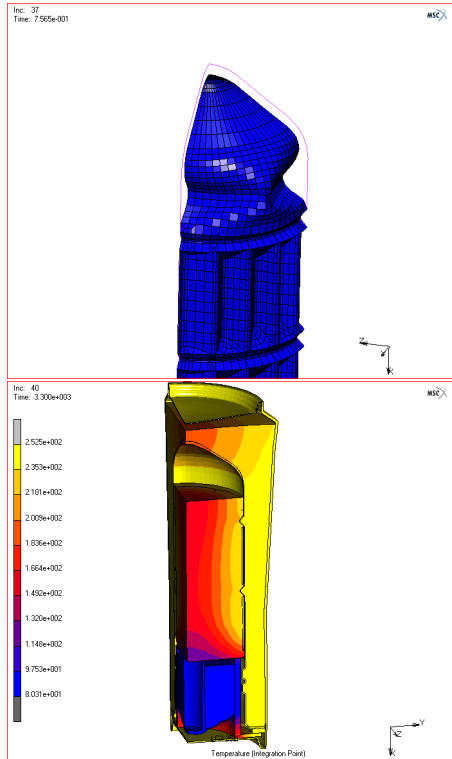 Inc: 37
Time: 7.565e-001
MSC
Z
X
Inc: 40
Time: 3.300e+003
MSC
2.525e+002
2.353e+002
2.181e+002
2.009e+002
1.836e+002
1.664e+002
1.492e+002
1.320e+002
1.148e+002
9.753e+001
8.031e+001
Y
Z
X
Temperature (Integration Point)